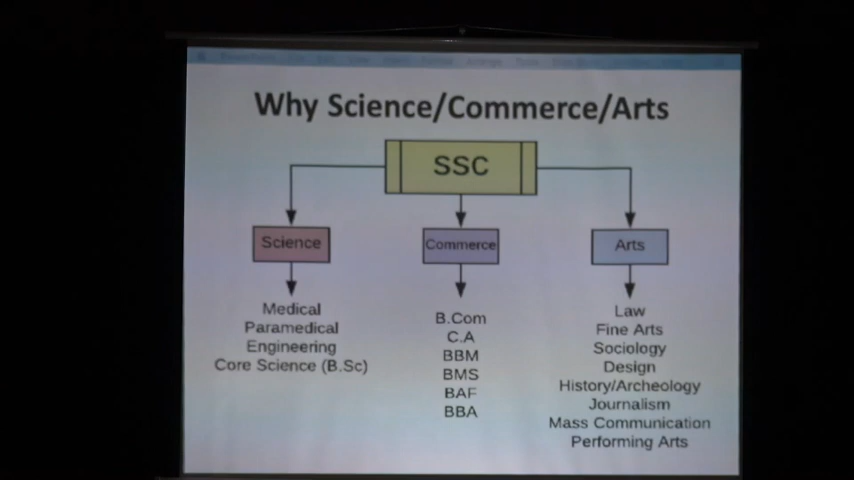 Why Science/Commerce/Arts
SSC
Science
Commerce
Arts
Medical
Paramedical
Engineering
Core Science (B.Sc)
B.Com
C.A
BBM
BMS
BAF
BBA
Law
Fine Arts
Sociology
Design
History/Archeology
Journalism
Mass Communication
Performing Arts